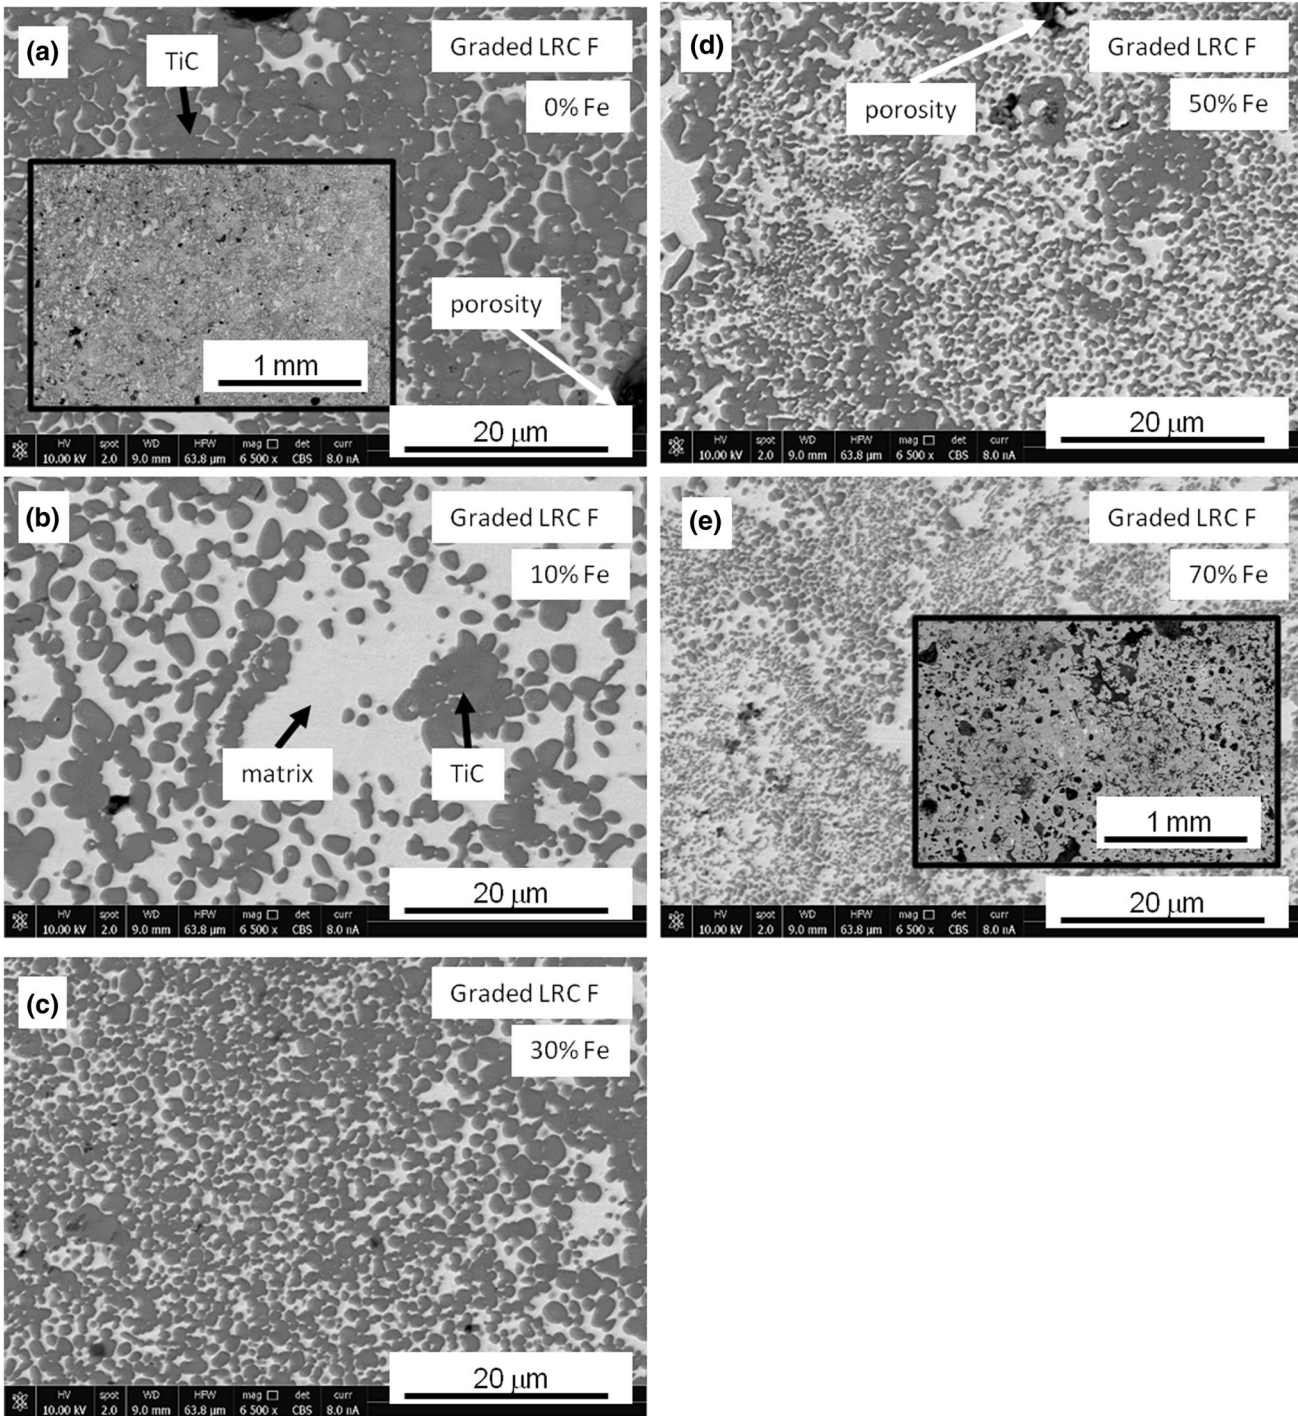 (a)
TiC
Graded LRC F
0% Fe
porosity
1 mm
20 μm
HV spot WD HFW mag det curr
10.00 kV 2.0 9.0 mm 63.8 μm 6 500 x CBS 8.0 nA
(b)
Graded LRC F
10% Fe
matrix
TiC
20 μm
HV spot WD HFW mag det curr
10.00 kV 2.0 9.0 mm 63.8 μm 6 500 x CBS 8.0 nA
(c)
Graded LRC F
30% Fe
20 μm
HV spot WD HFW mag det curr
10.00 kV 2.0 9.0 mm 63.8 μm 6 500 x CBS 8.0 nA
(d)
Graded LRC F
50% Fe
porosity
20 μm
HV spot WD HFW mag det curr
10.00 kV 2.0 9.0 mm 63.8 μm 6 500 x CBS 8.0 nA
(e)
Graded LRC F
70% Fe
1 mm
20 μm
HV spot WD HFW mag det curr
10.00 kV 2.0 9.0 mm 63.8 μm 6 500 x CBS 8.0 nA